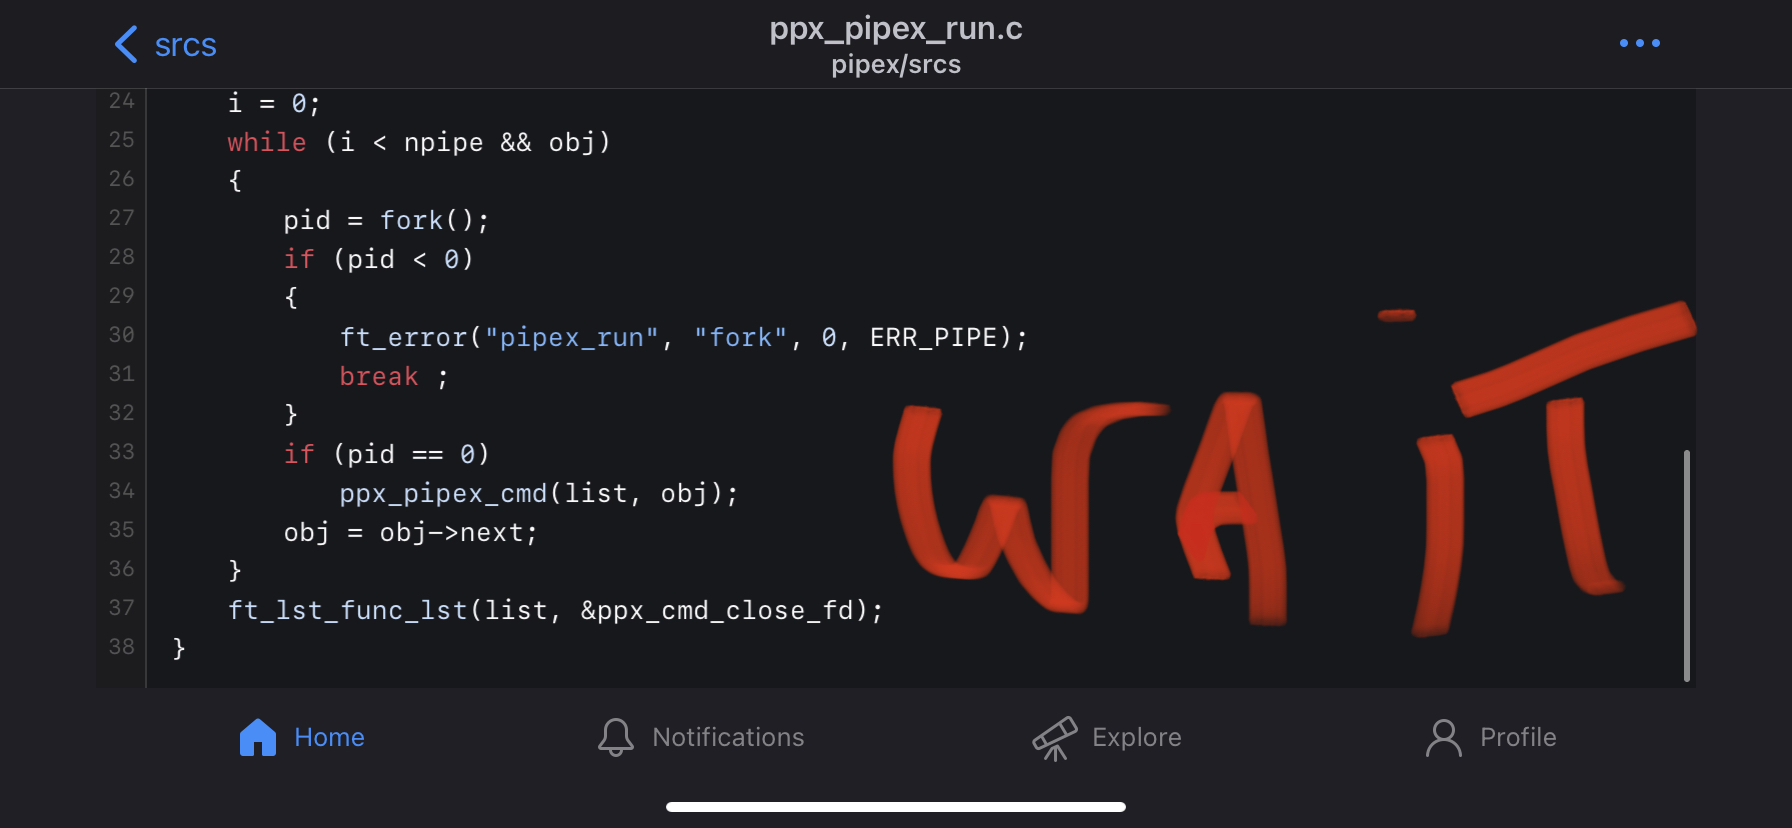 srcs
ppx_pipex_run.c
pipex/srcs
24 i = 0;
25 while (i < npipe && obj)
26 {
27 pid = fork();
28 if (pid < 0)
29 {
30 ft_error("pipex_run", "fork", 0, ERR_PIPE);
31 break ;
32 }
33 if (pid == 0)
34 ppx_pipex_cmd(list, obj);
35 obj = obj->next;
36 }
37 ft_lst_func_lst(list, &ppx_cmd_close_fd);
38 }
WAiT
Home
Notifications
Explore
Profile